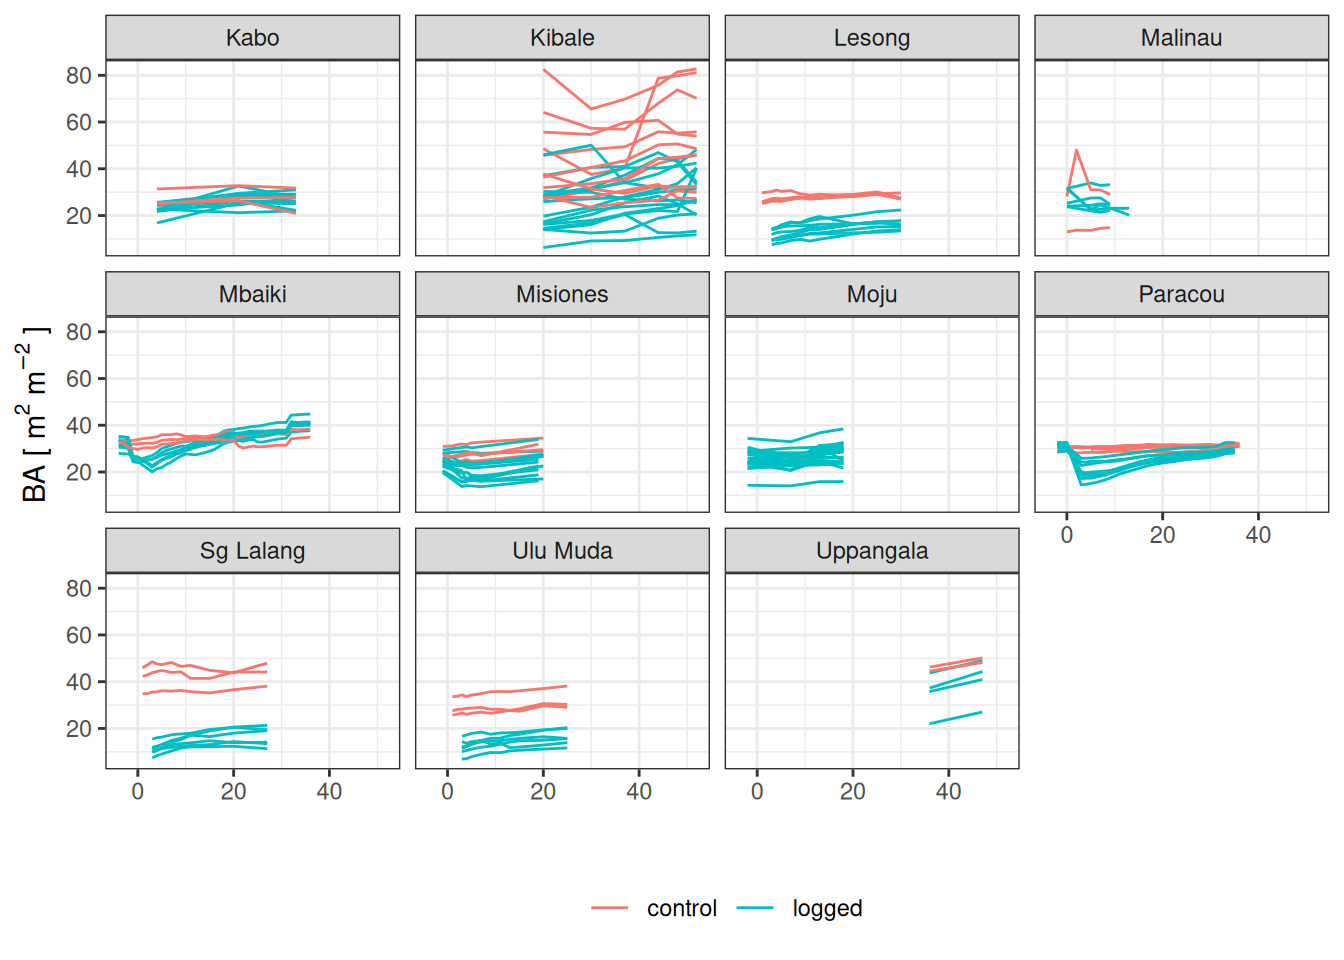 Kabo Kibale Lesong Malinau
80
60
40
20
Mbaiki Misiones Moju Paracou
80
60
40
20
BA [ m² m⁻² ]
0 20 40
Sg Lalang Ulu Muda Uppangala
80
60
40
20
0 20 40 0 20 40 0 20 40
control logged